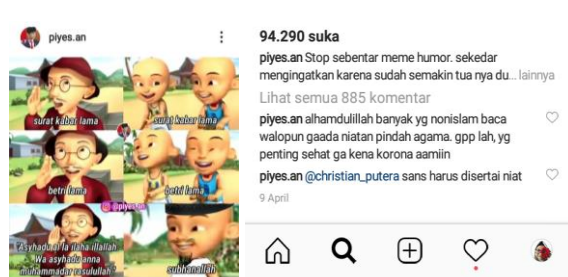 piyes.an
surat kabar lama
surat kabar lama
betri lama
betri lama
@piyes.an
"Asyhadu al la ilaha illallah
Wa asyhadu anna
muhammadar rasulullah"
subhanallah
94.290 suka
piyes.an Stop sebentar meme humor. sekedar
mengingatkan karena sudah semakin tua nya du... lainnya
Lihat semua 885 komentar
piyes.an alhamdulillah banyak yg nonislam baca
walopun gaada niatan pindah agama. gpp lah, yg
penting sehat ga kena korona aamiin
piyes.an @christian_putera sans harus disertai niat
9 April